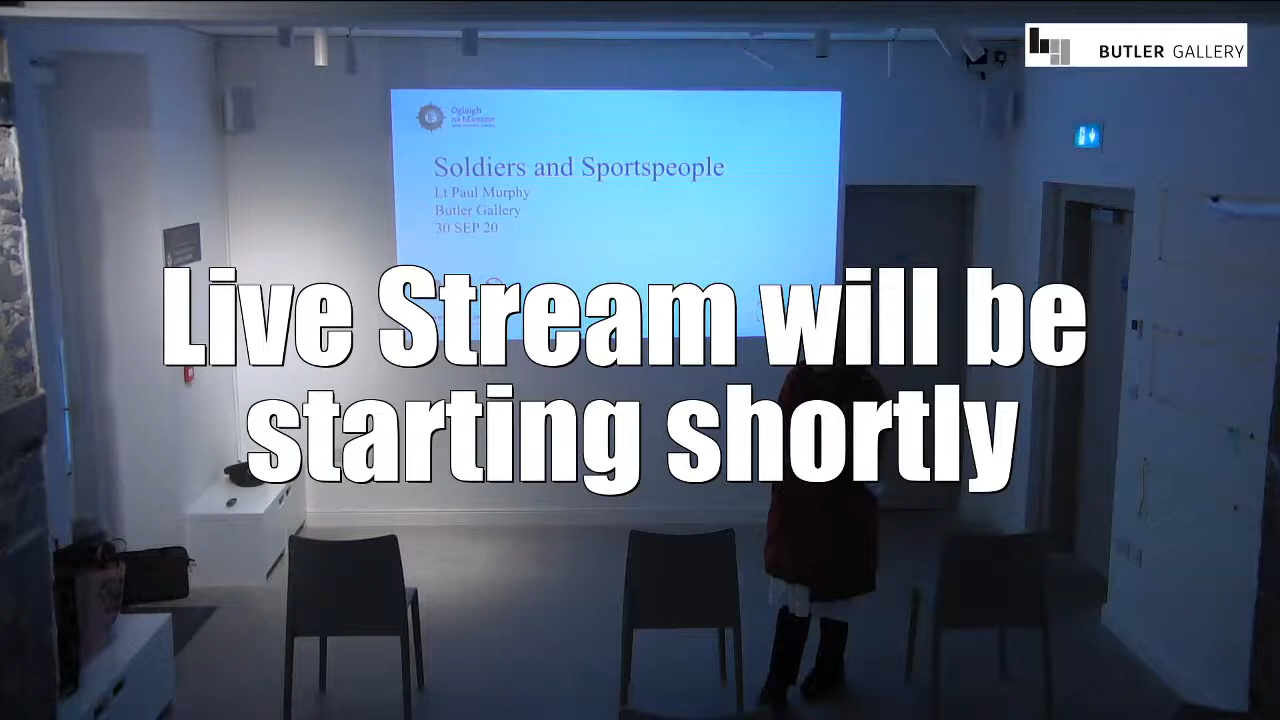 BUTLER GALLERY
Óglaigh
na hÉireann
Soldiers and Sportspeople
Lt Paul Murphy
Butler Gallery
30 SEP 20
Live Stream will be
starting shortly